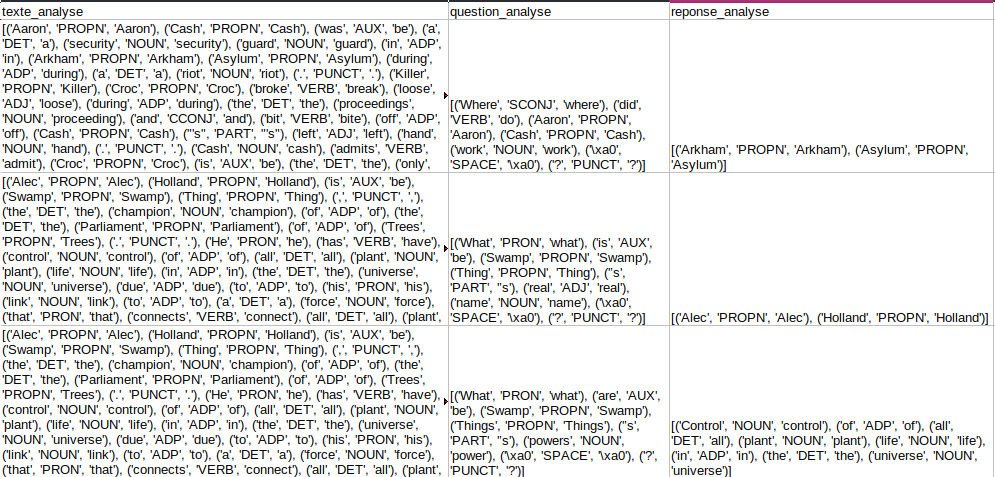 texte_analyse
question_analyse
reponse_analyse
[('Aaron', 'PROPN', 'Aaron'), ('Cash', 'PROPN', 'Cash'), ('was', 'AUX', 'be'), ('a',
'DET', 'a'), ('security', 'NOUN', 'security'), ('guard', 'NOUN', 'guard'), ('in', 'ADP',
'in'), ('Arkham', 'PROPN', 'Arkham'), ('Asylum', 'PROPN', 'Asylum'), ('during',
'ADP', 'during'), ('a', 'DET', 'a'), ('riot', 'NOUN', 'riot'), ('.', 'PUNCT', '.'), ('Killer',
'PROPN', 'Killer'), ('Croc', 'PROPN', 'Croc'), ('broke', 'VERB', 'break'), ('loose',
'ADJ', 'loose'), ('during', 'ADP', 'during'), ('the', 'DET', 'the'), ('proceedings',
'NOUN', 'proceeding'), ('and', 'CCONJ', 'and'), ('bit', 'VERB', 'bite'), ('off', 'ADP',
'off'), ('Cash', 'PROPN', 'Cash'), ("'s", 'PART', "'s"), ('left', 'ADJ', 'left'), ('hand',
'NOUN', 'hand'), ('.', 'PUNCT', '.'), ('Cash', 'NOUN', 'cash'), ('admits', 'VERB',
'admit'), ('Croc', 'PROPN', 'Croc'), ('is', 'AUX', 'be'), ('the', 'DET', 'the'), ('only',
[('Where', 'SCONJ', 'where'), ('did',
'VERB', 'do'), ('Aaron', 'PROPN',
'Aaron'), ('Cash', 'PROPN', 'Cash'),
('work', 'NOUN', 'work'), ('\xa0',
'SPACE', '\xa0'), ('?', 'PUNCT', '?')]
[('Arkham', 'PROPN', 'Arkham'), ('Asylum', 'PROPN',
'Asylum')]
[('Alec', 'PROPN', 'Alec'), ('Holland', 'PROPN', 'Holland'), ('is', 'AUX', 'be'),
('Swamp', 'PROPN', 'Swamp'), ('Thing', 'PROPN', 'Thing'), (',', 'PUNCT', ','),
('the', 'DET', 'the'), ('champion', 'NOUN', 'champion'), ('of', 'ADP', 'of'), ('the',
'DET', 'the'), ('Parliament', 'PROPN', 'Parliament'), ('of', 'ADP', 'of'), ('Trees',
'PROPN', 'Trees'), ('.', 'PUNCT', '.'), ('He', 'PRON', 'he'), ('has', 'VERB', 'have'),
('control', 'NOUN', 'control'), ('of', 'ADP', 'of'), ('all', 'DET', 'all'), ('plant', 'NOUN',
'plant'), ('life', 'NOUN', 'life'), ('in', 'ADP', 'in'), ('the', 'DET', 'the'), ('universe',
'NOUN', 'universe'), ('due', 'ADP', 'due'), ('to', 'ADP', 'to'), ('his', 'PRON', 'his'),
('link', 'NOUN', 'link'), ('to', 'ADP', 'to'), ('a', 'DET', 'a'), ('force', 'NOUN', 'force'),
('that', 'PRON', 'that'), ('connects', 'VERB', 'connect'), ('all', 'DET', 'all'), ('plant',
[('What', 'PRON', 'what'), ('is', 'AUX',
'be'), ('Swamp', 'PROPN', 'Swamp'),
('Thing', 'PROPN', 'Thing'), ("s",
'PART', "s"), ('real', 'ADJ', 'real'),
('name', 'NOUN', 'name'), ('\xa0',
'SPACE', '\xa0'), ('?', 'PUNCT', '?')]
[('Alec', 'PROPN', 'Alec'), ('Holland', 'PROPN', 'Holland')]
[('Alec', 'PROPN', 'Alec'), ('Holland', 'PROPN', 'Holland'), ('is', 'AUX', 'be'),
('Swamp', 'PROPN', 'Swamp'), ('Thing', 'PROPN', 'Thing'), (',', 'PUNCT', ','),
('the', 'DET', 'the'), ('champion', 'NOUN', 'champion'), ('of', 'ADP', 'of'), ('the',
'DET', 'the'), ('Parliament', 'PROPN', 'Parliament'), ('of', 'ADP', 'of'), ('Trees',
'PROPN', 'Trees'), ('.', 'PUNCT', '.'), ('He', 'PRON', 'he'), ('has', 'VERB', 'have'),
('control', 'NOUN', 'control'), ('of', 'ADP', 'of'), ('all', 'DET', 'all'), ('plant', 'NOUN',
'plant'), ('life', 'NOUN', 'life'), ('in', 'ADP', 'in'), ('the', 'DET', 'the'), ('universe',
'NOUN', 'universe'), ('due', 'ADP', 'due'), ('to', 'ADP', 'to'), ('his', 'PRON', 'his'),
('link', 'NOUN', 'link'), ('to', 'ADP', 'to'), ('a', 'DET', 'a'), ('force', 'NOUN', 'force'),
('that', 'PRON', 'that'), ('connects', 'VERB', 'connect'), ('all', 'DET', 'all'), ('plant',
[('What', 'PRON', 'what'), ('are', 'AUX',
'be'), ('Swamp', 'PROPN', 'Swamp'),
('Things', 'PROPN', 'Things'), ("s",
'PART', "s"), ('powers', 'NOUN',
'power'), ('\xa0', 'SPACE', '\xa0'), ('?',
'PUNCT', '?')]
[('Control', 'NOUN', 'control'), ('of', 'ADP', 'of'), ('all',
'DET', 'all'), ('plant', 'NOUN', 'plant'), ('life', 'NOUN', 'life'),
('in', 'ADP', 'in'), ('the', 'DET', 'the'), ('universe', 'NOUN',
'universe')]